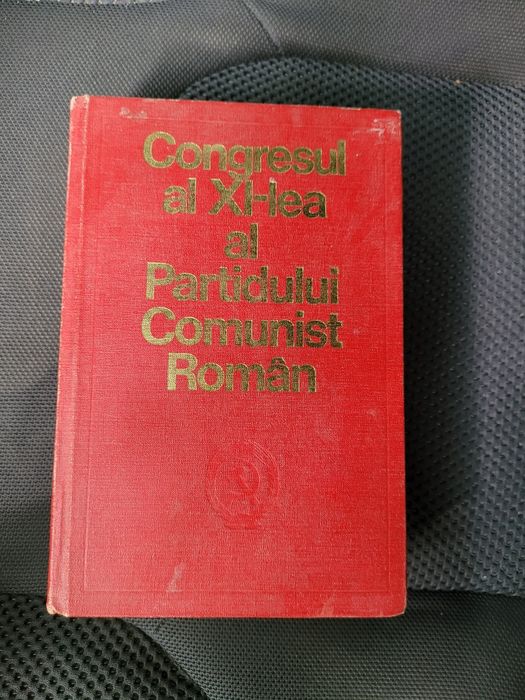 Congresul
al XI-lea
al
Partidului
Comunist
Român